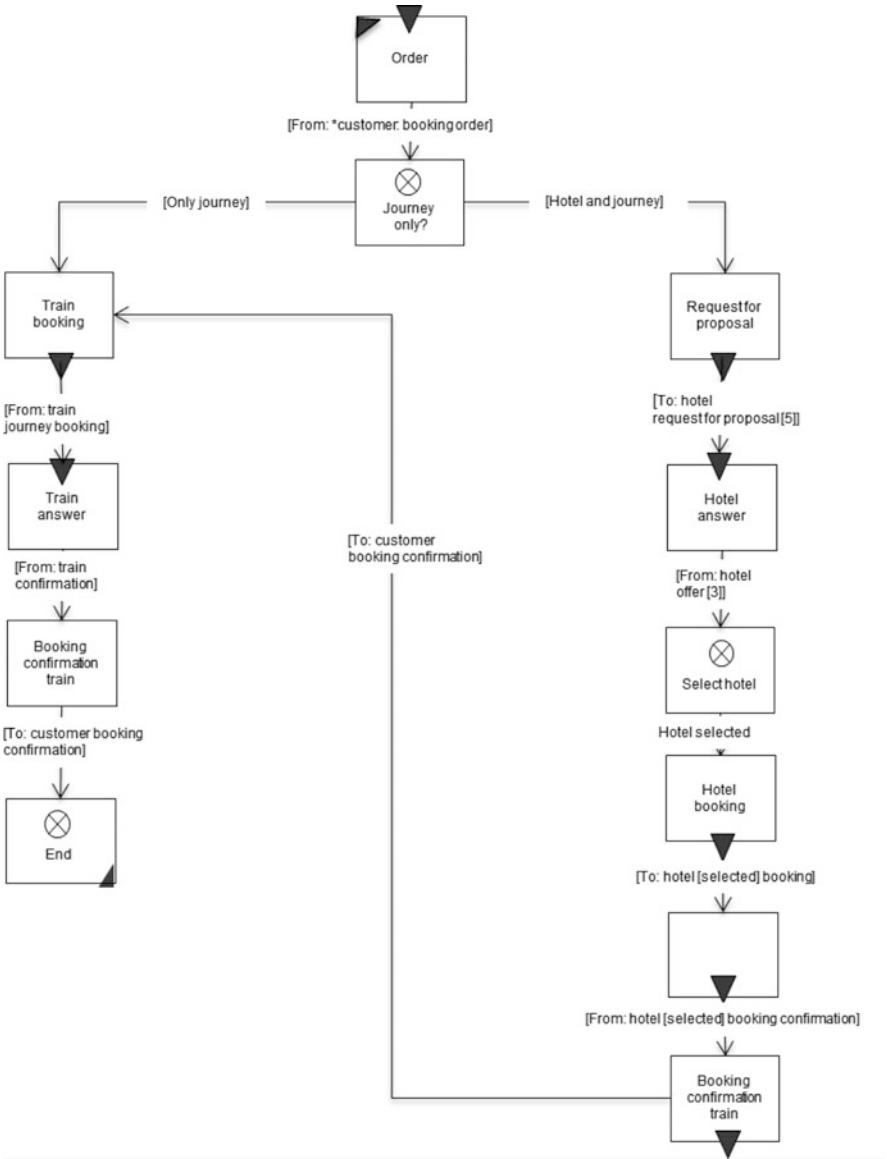 Order
[From: *customer: booking order]
Journey
only?
[Only journey]
[Hotel and journey]
Train
booking
[From: train
journey booking]
Train
answer
[From: train
confirmation]
Booking
confirmation
train
[To: customer booking
confirmation]
End
[To: customer
booking confirmation]
Request for
proposal
[To: hotel
request for proposal [5]]
Hotel
answer
[From: hotel
offer [3]]
Select hotel
Hotel selected
Hotel
booking
[To: hotel [selected] booking]
[From: hotel [selected] booking confirmation]
Booking
confirmation
train